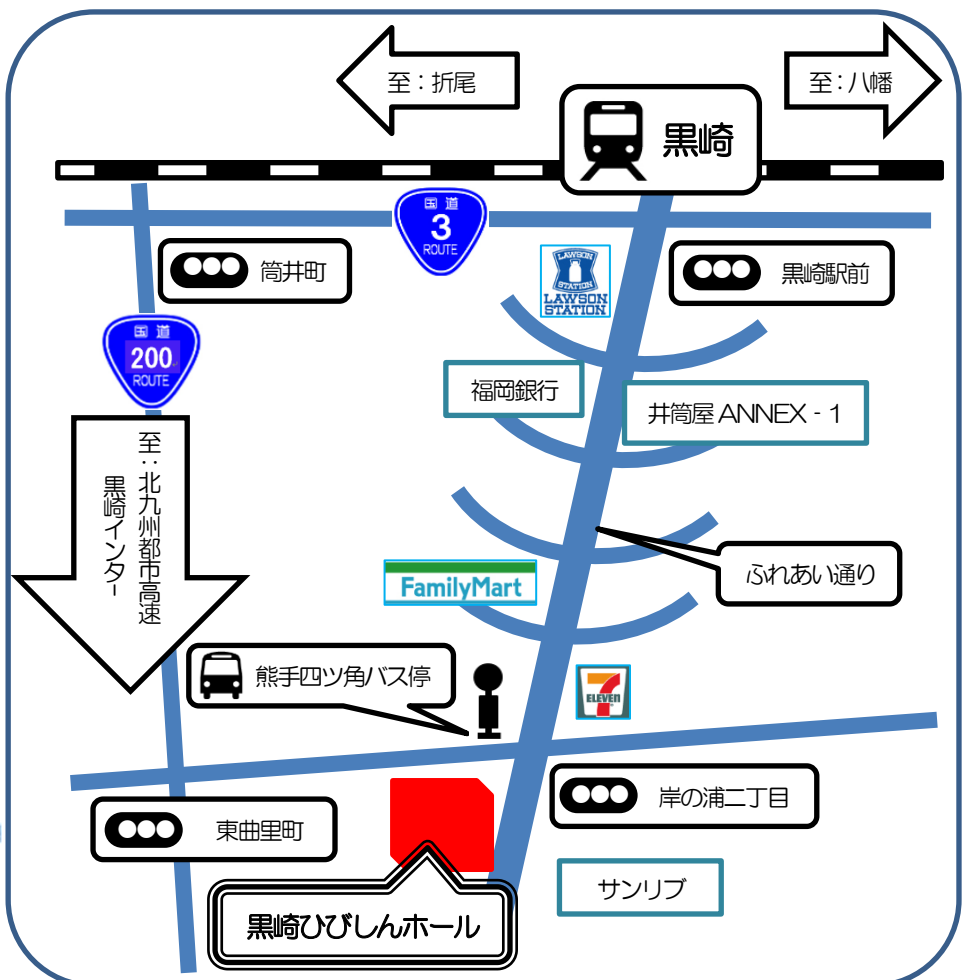 至：折尾
至：八幡
黒崎
国道
3
ROUTE
筒井町
LAWSON
STATION
LAWSON
STATION
黒崎駅前
国道
200
ROUTE
福岡銀行
井筒屋 ANNEX - 1
至：北九州都市高速
黒崎インター
ふれあい通り
FamilyMart
熊手四ツ角バス停
7
ELEVEn
岸の浦二丁目
東曲里町
サンリブ
黒崎ひびしんホール